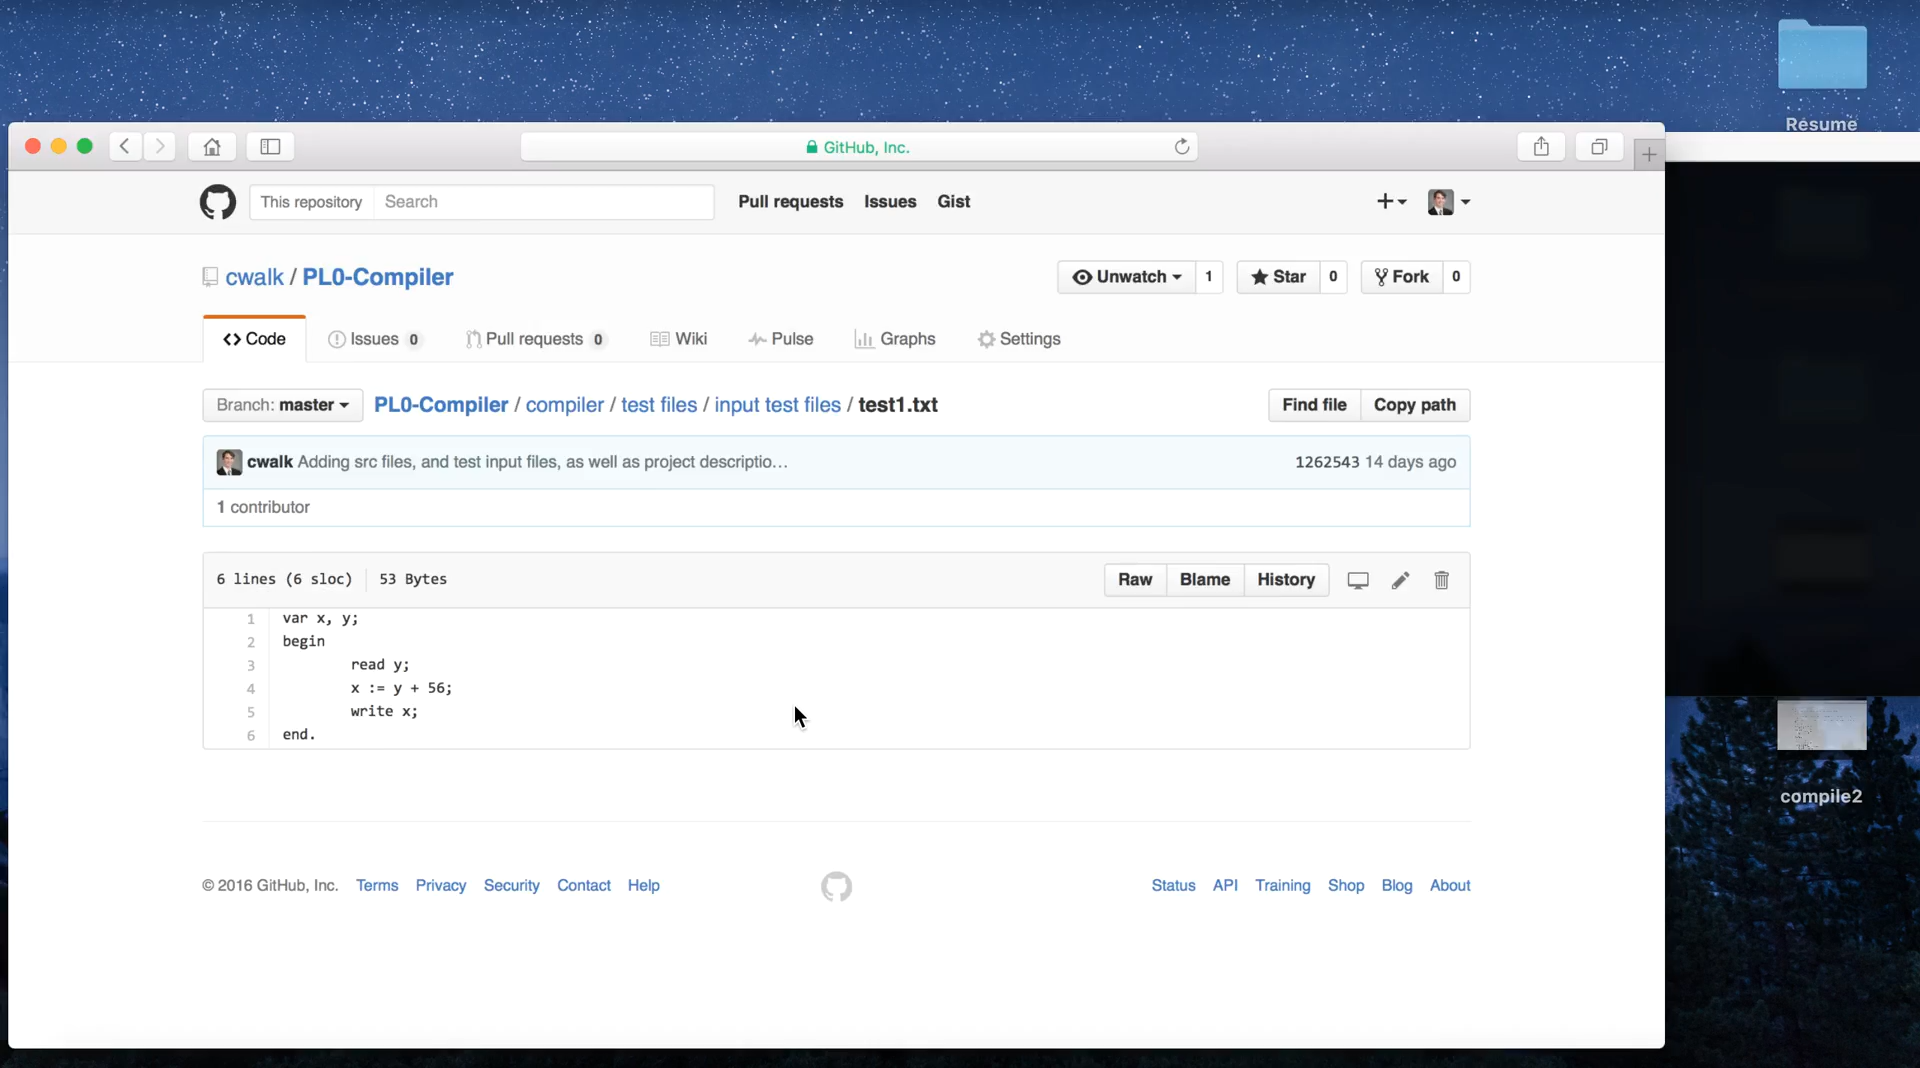 Resume
GitHub, Inc.
This repository Search Pull requests Issues Gist
cwalk / PL0-Compiler
Unwatch 1 Star 0 Fork 0
Code Issues 0 Pull requests 0 Wiki Pulse Graphs Settings
Branch: master PL0-Compiler / compiler / test files / input test files / test1.txt Find file Copy path
cwalk Adding src files, and test input files, as well as project descriptio… 1262543 14 days ago
1 contributor
6 lines (6 sloc) 53 Bytes Raw Blame History
1 var x, y;
2 begin
3 read y;
4 x := y + 56;
5 write x;
6 end.
compile2
© 2016 GitHub, Inc. Terms Privacy Security Contact Help Status API Training Shop Blog About